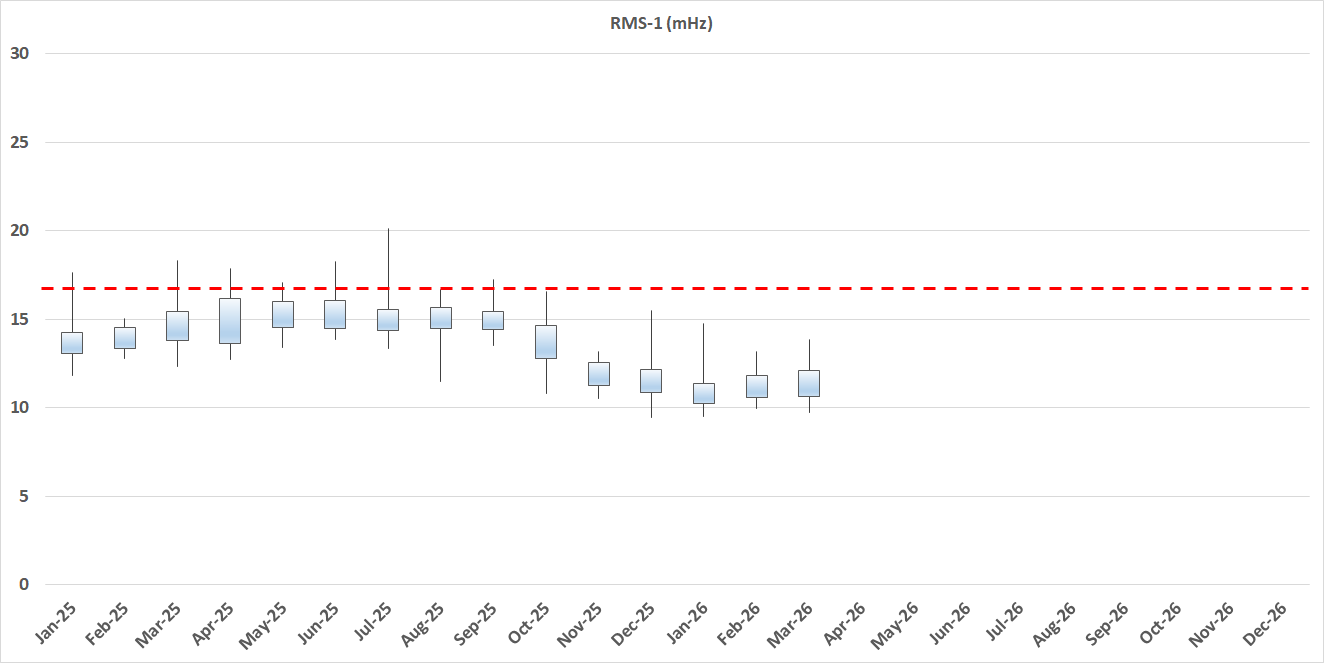 RMS-1 (mHz)
30
25
20
15
10
5
0
Jan-25
Feb-25
Mar-25
Apr-25
May-25
Jun-25
Jul-25
Aug-25
Sep-25
Oct-25
Nov-25
Dec-25
Jan-26
Feb-26
Mar-26
Apr-26
May-26
Jun-26
Jul-26
Aug-26
Sep-26
Oct-26
Nov-26
Dec-26